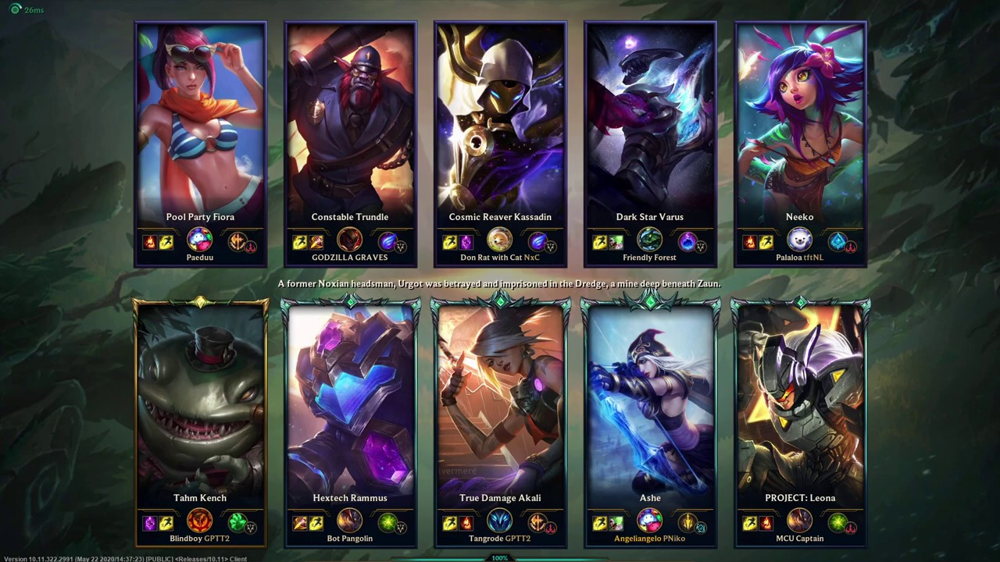 26ms
Pool Party Fiora
Paeduu
Constable Trundle
GODZILLA GRAVES
Cosmic Reaver Kassadin
Don Rat with Cat NxC
Dark Star Varus
Friendly Forest
Neeko
Palaloa tftNL
A former Noxian headsman, Urgot was betrayed and imprisoned in the Dredge, a mine deep beneath Zaun.
Tahm Kench
Blindboy GPTT2
Hextech Rammus
Bot Pangolin
True Damage Akali
Tangrode GPTT2
Ashe
Angeliangelo PNiko
PROJECT: Leona
MCU Captain
Version 10.11.322.2991 (May 22 2020/14:37:23) [PUBLIC] <Releases/10.11> Client
100%